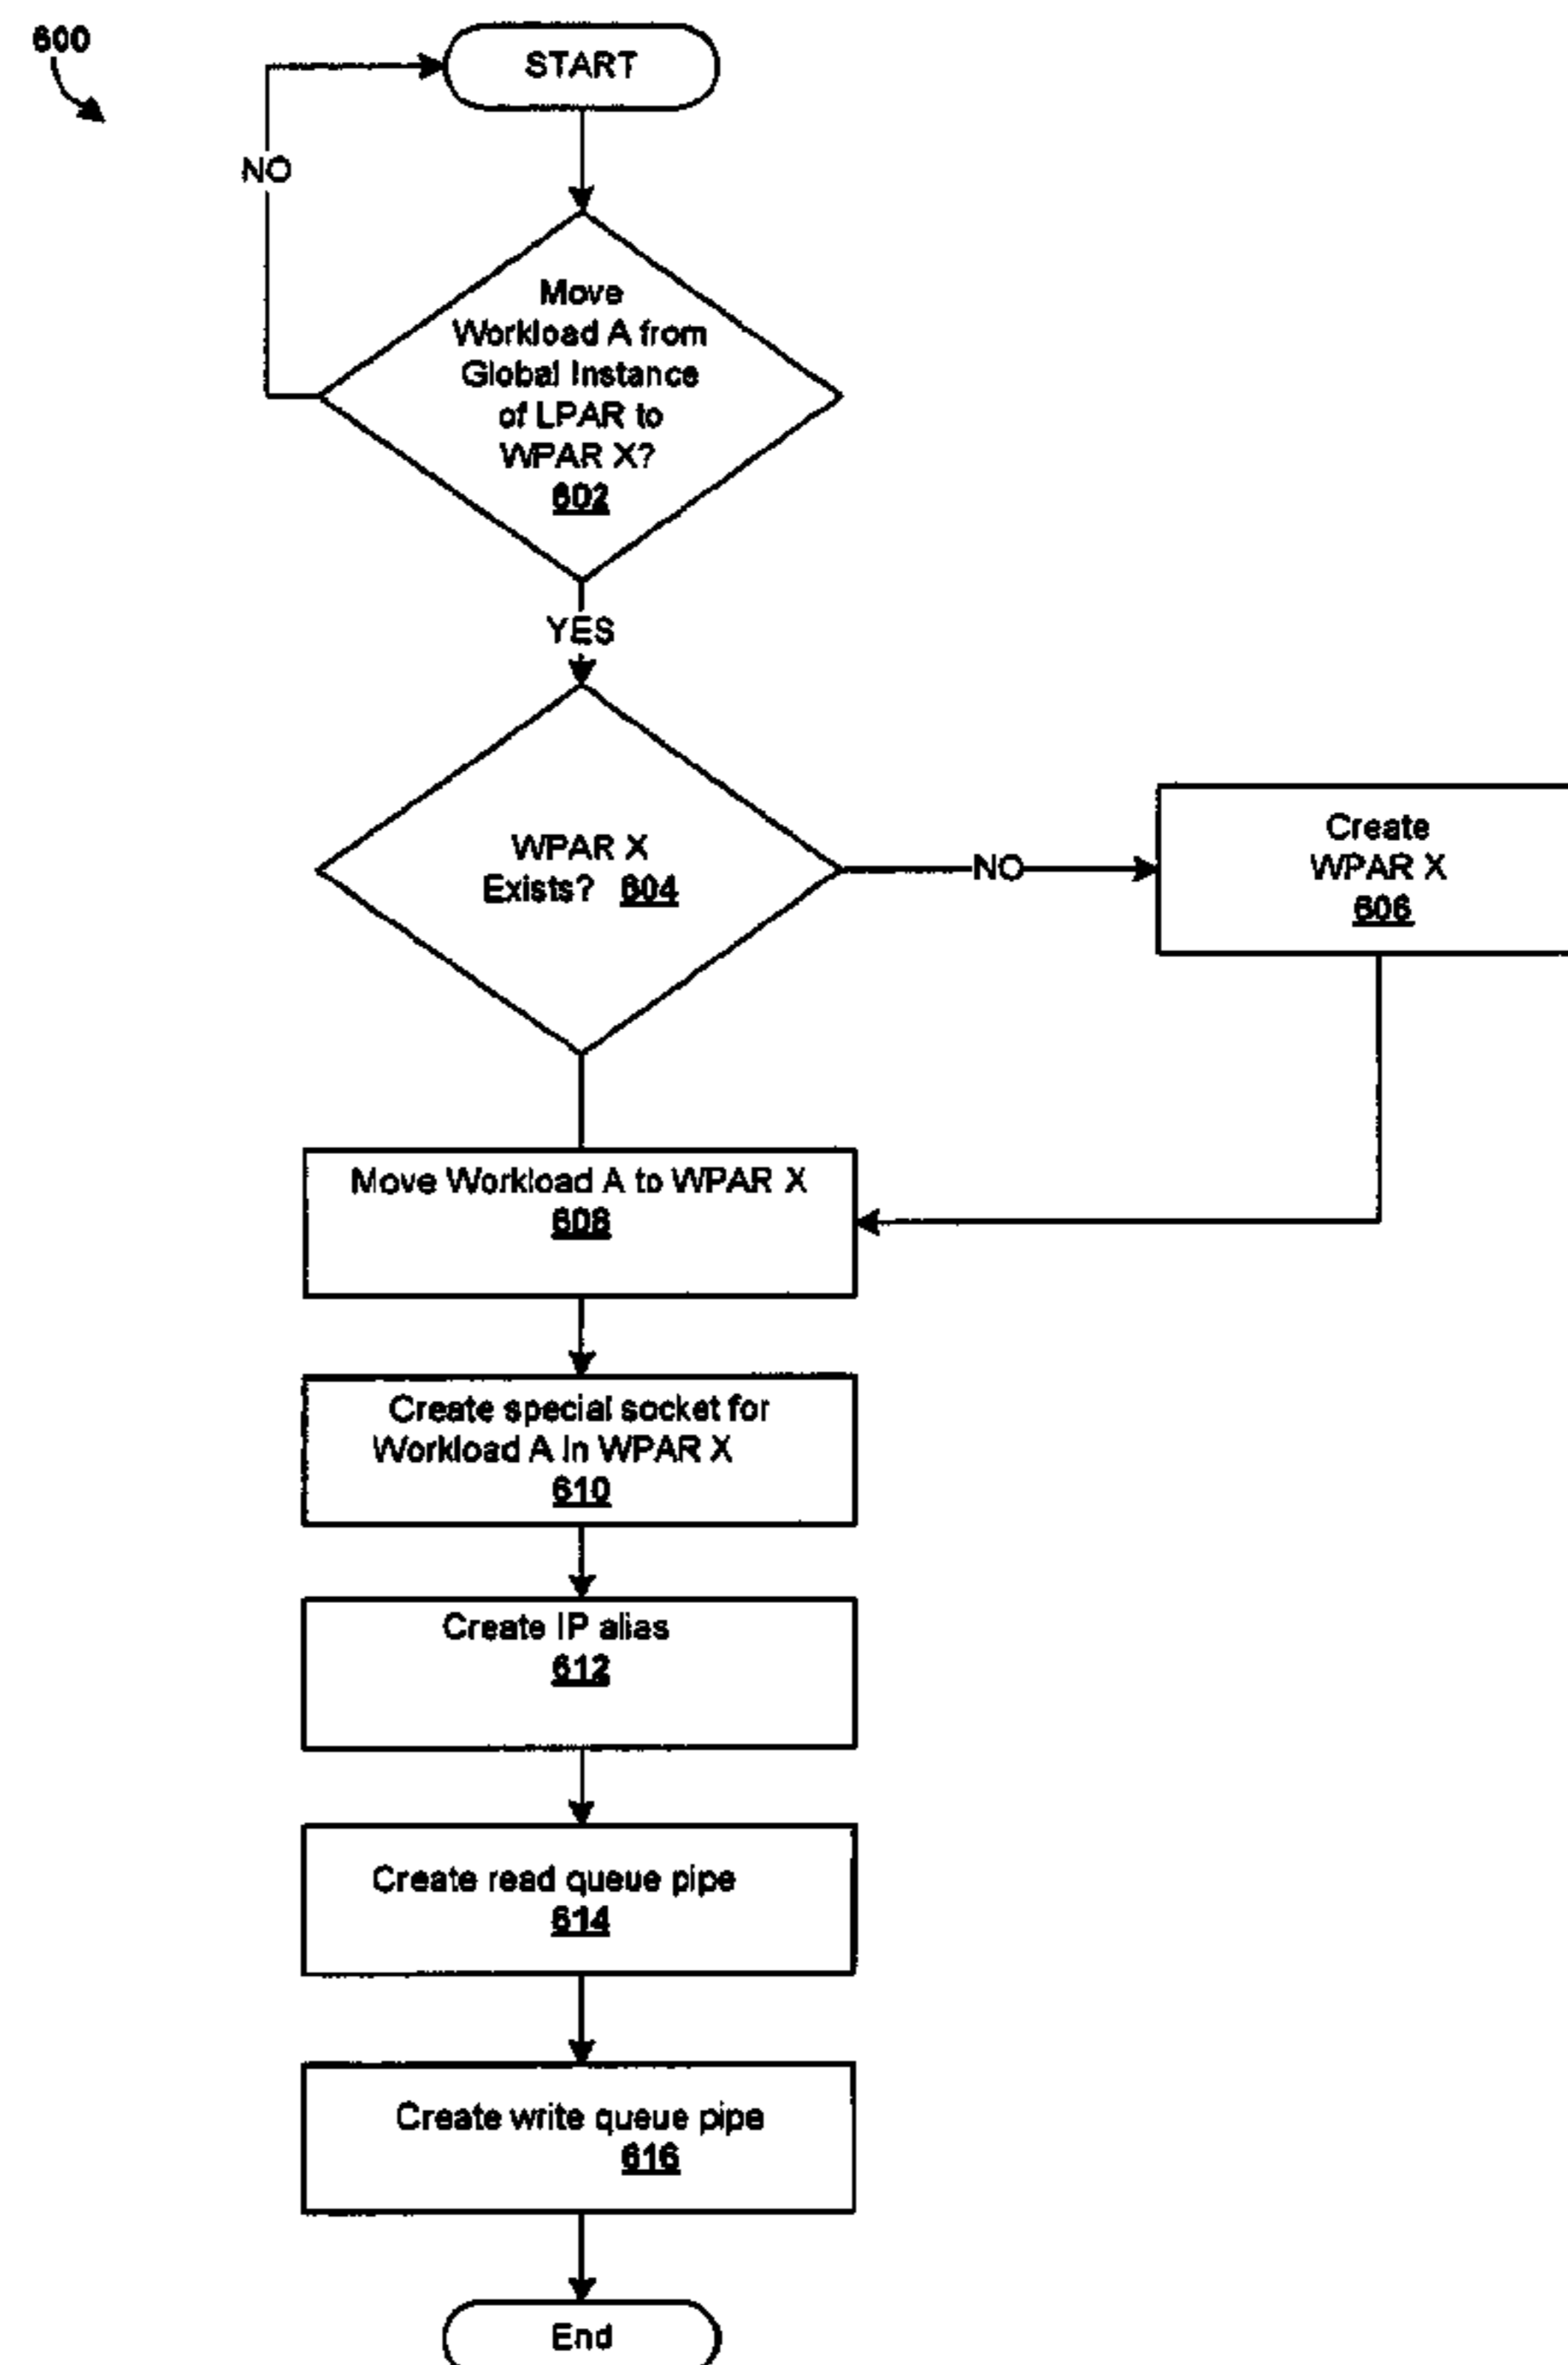 600
START
NO
Move
Workload A from
Global Instance
of LPAR to
WPAR X?
602
YES
WPAR X
Exists? 604
NO
Create
WPAR X
606
Move Workload A to WPAR X
608
Create special socket for
Workload A in WPAR X
610
Create IP alias
612
Create read queue pipe
614
Create write queue pipe
616
End